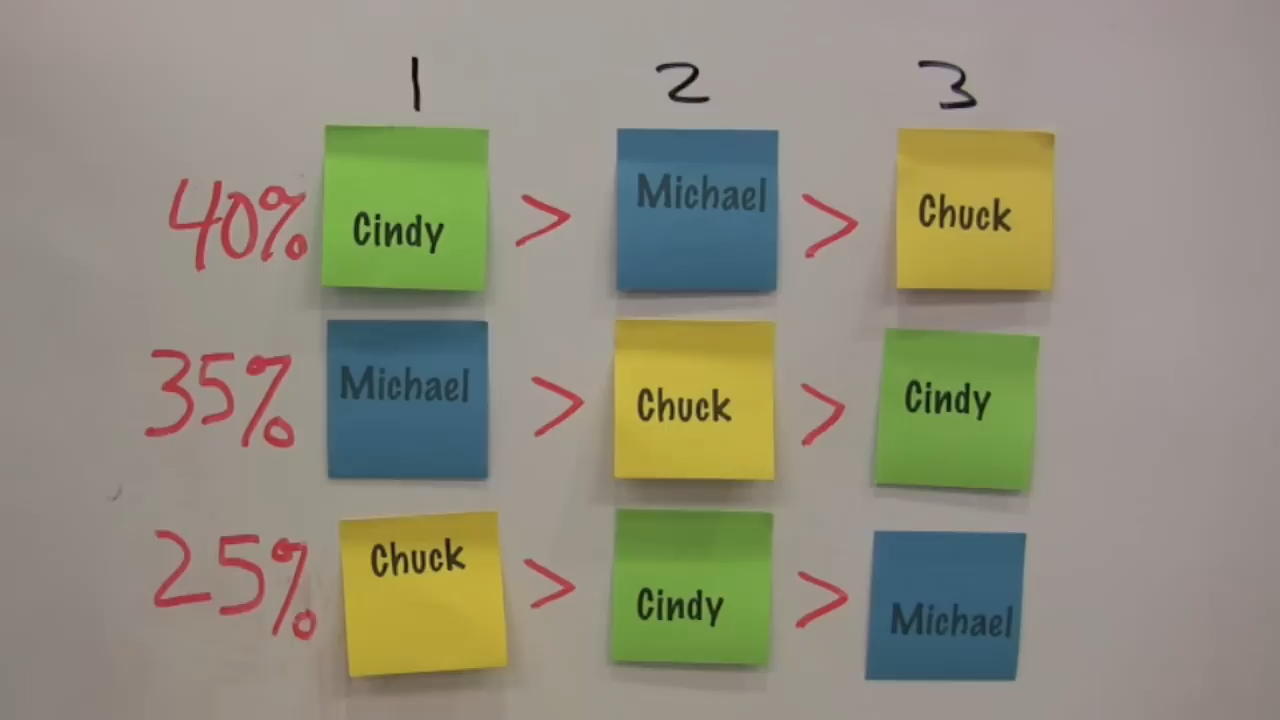 1 2 3
40% Cindy > Michael > Chuck
35% Michael > Chuck > Cindy
25% Chuck > Cindy > Michael